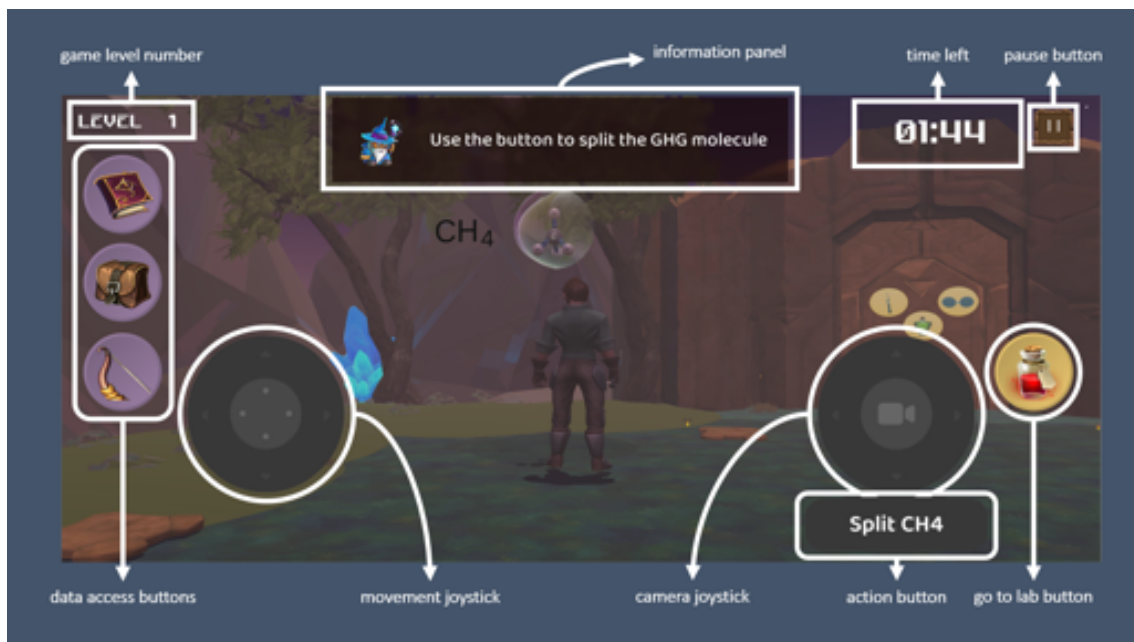 game level number
information panel
time left
pause button
LEVEL 1
Use the button to split the GHG molecule
01:44
CH₄
Split CH4
data access buttons
movement joystick
camera joystick
action button
go to lab button